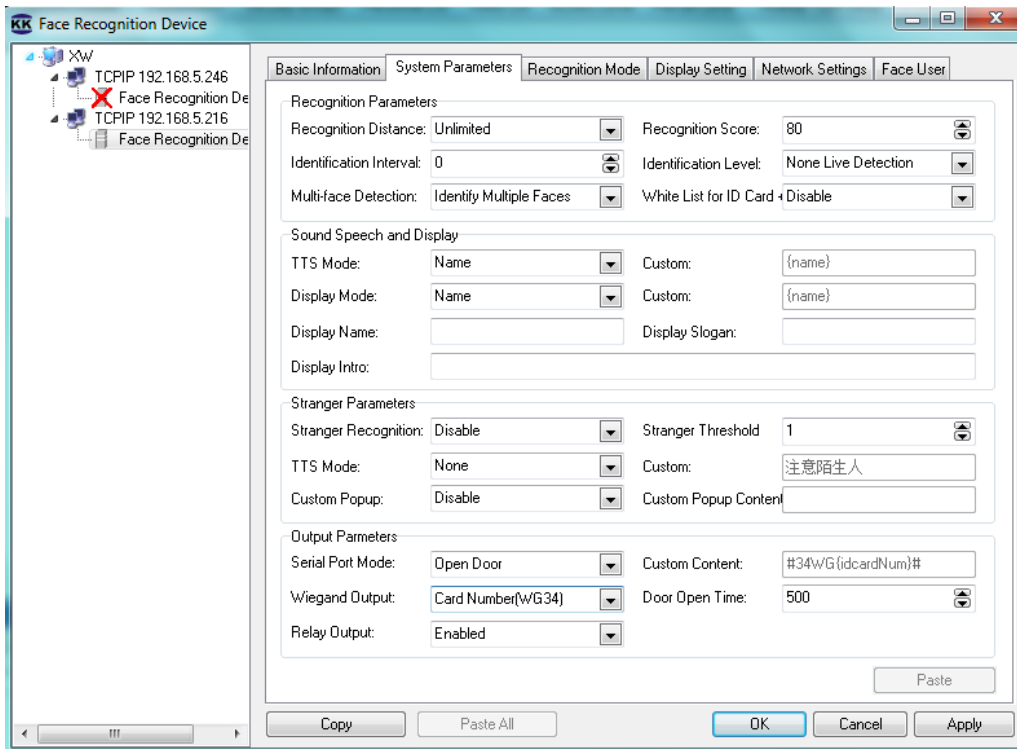 KK Face Recognition Device
XW
TCPIP 192.168.5.246
Face Recognition De
TCPIP 192.168.5.216
Face Recognition De
Basic Information System Parameters Recognition Mode Display Setting Network Settings Face User
Recognition Parameters
Recognition Distance: Unlimited Recognition Score: 80
Identification Interval: 0 Identification Level: None Live Detection
Multi-face Detection: Identify Multiple Faces White List for ID Card + Disable
Sound Speech and Display
TTS Mode: Name Custom: {name}
Display Mode: Name Custom: {name}
Display Name: Display Slogan:
Display Intro:
Stranger Parameters
Stranger Recognition: Disable Stranger Threshold 1
TTS Mode: None Custom: 注意陌生人
Custom Popup: Disable Custom Popup Content
Output Parmeters
Serial Port Mode: Open Door Custom Content: #34WG{idcardNum}#
Wiegand Output: Card Number(WG34) Door Open Time: 500
Relay Output: Enabled
Paste
Copy Paste All OK Cancel Apply